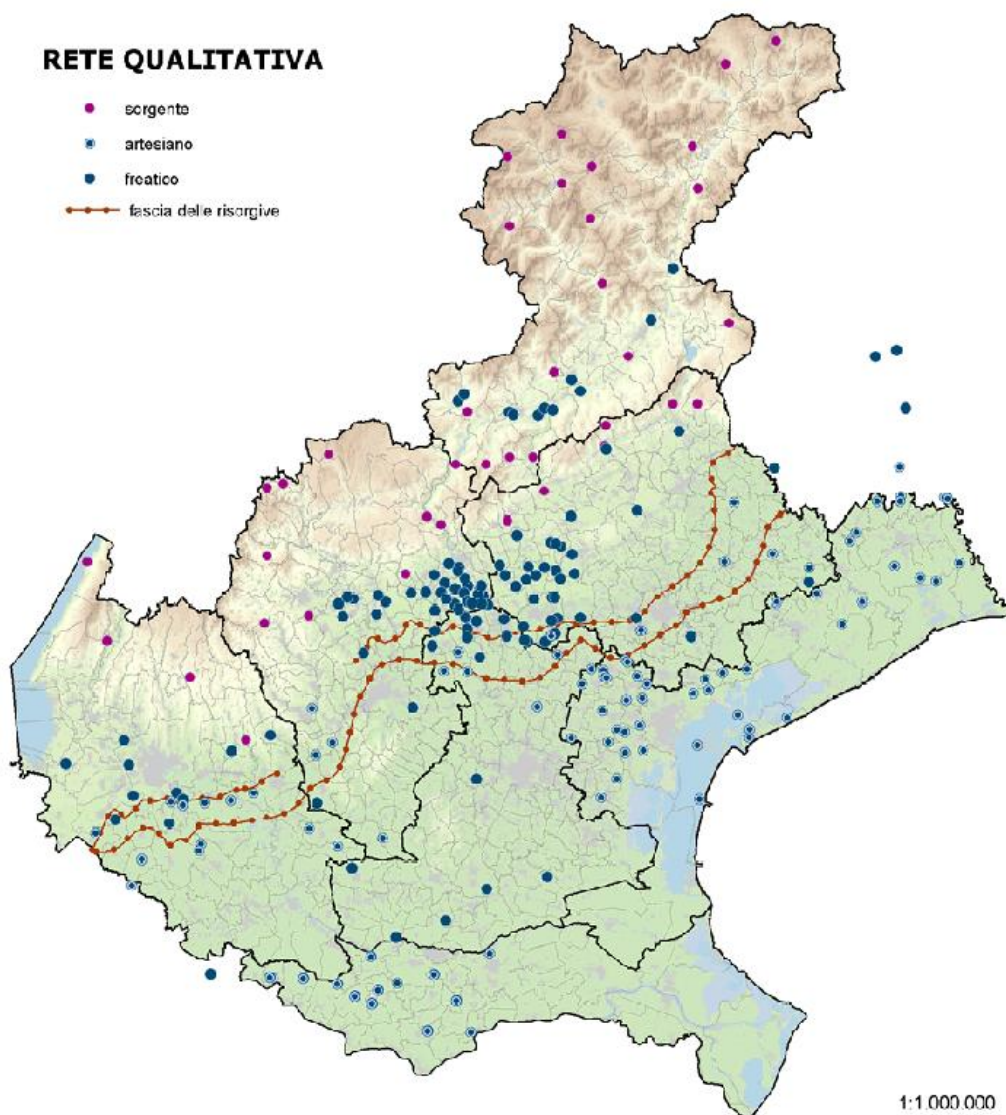 RETE QUALITATIVA
sorgente
artesiano
freatico
fascia delle risorgive
1:1.000.000